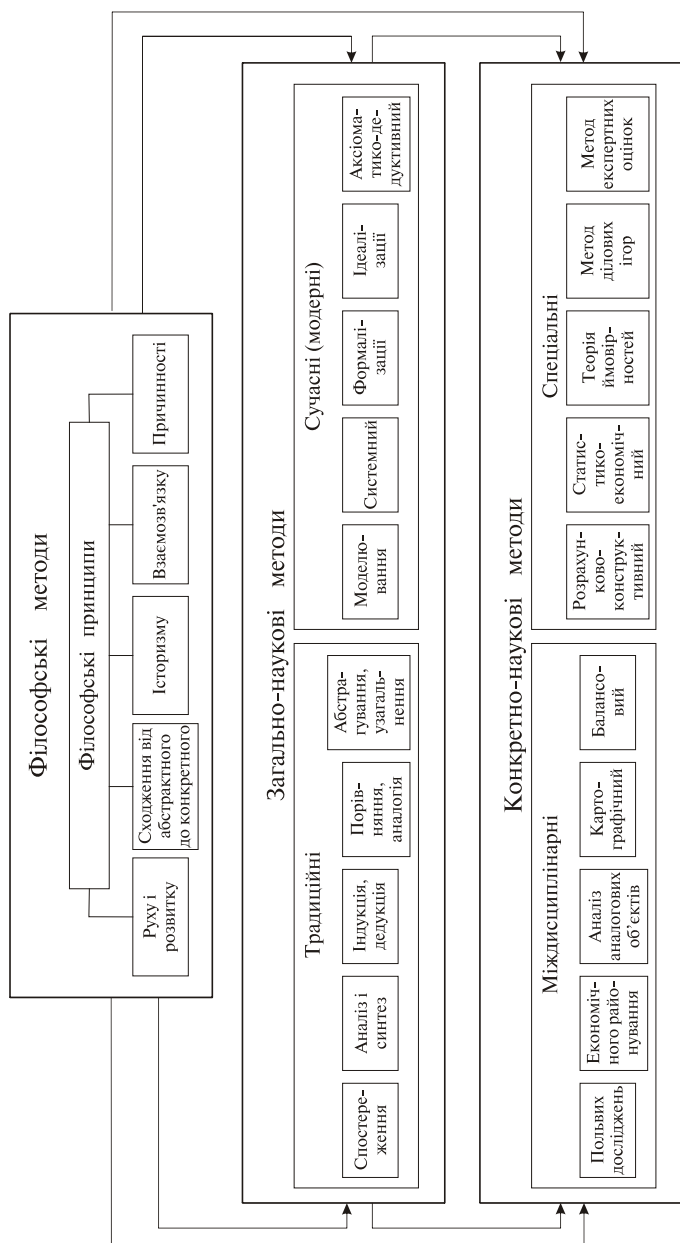 Філософські методи
Філософські принципи
Руху і
розвитку
Сходження від
абстрактного
до конкретного
Історизму
Взаємозв'язку
Причинності
Загально-наукові методи
Традиційні
Спостере-
ження
Аналіз і
синтез
Індукція,
дедукція
Порів-
няння,
аналогія
Абстра-
гування,
узагаль-
нення
Сучасні (модерні)
Моделю-
вання
Системний
Формалі-
зації
Ідеалі-
зації
Аксіома-
тико-де-
дуктивний
Конкретно-наукові методи
Міждисциплінарні
Польвих
досліджень
Економіч-
ного райо-
нування
Аналіз
аналогових
об'єктів
Карто-
графічний
Балансо-
вий
Спеціальні
Розрахун-
ково-
конструк-
тивний
Статис-
тико-
економіч-
ний
Теорія
ймовір-
ностей
Метод
ділових
ігор
Метод
експертних
оцінок